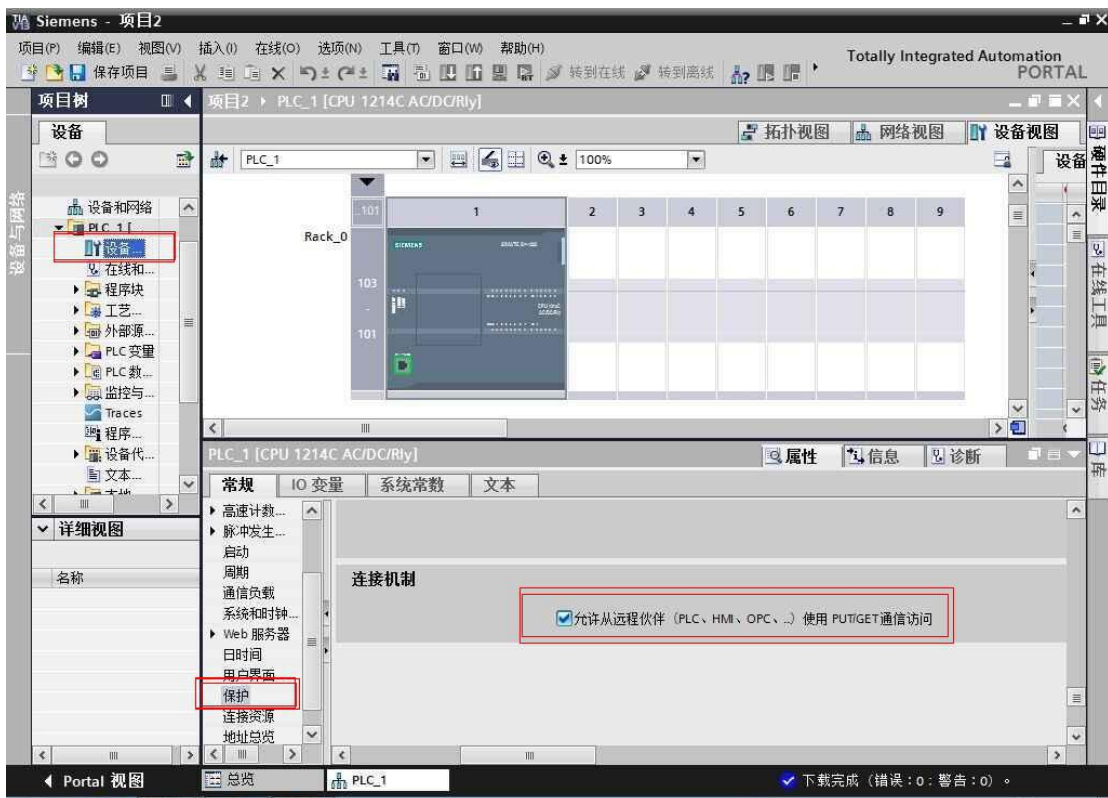 Siemens - 项目2
项目(P) 编辑(E) 视图(V) 插入(I) 在线(O) 选项(N) 工具(T) 窗口(W) 帮助(H)
Totally Integrated Automation
PORTAL
保存项目 转到在线 转到离线
项目树
项目2 PLC_1 [CPU 1214C AC/DC/Rly]
设备
拓扑视图 网络视图 设备视图
PLC_1 100% 设备
设备与网络
设备和网络
PLC_1 [
设备...
在线和...
程序块
工艺...
外部源...
PLC 变量
PLC 数...
监控与...
Traces
程序...
设备代...
文本...
Rack_0
_101 1 2 3 4 5 6 7 8 9
SIEMENS
103
-
101
硬件目录
在线工具
任务
库
详细视图
名称
PLC_1 [CPU 1214C AC/DC/Rly]
属性 信息 诊断
常规 IO 变量 系统常数 文本
高速计数...
脉冲发生...
启动
周期
通信负载
系统和时钟...
Web 服务器
日时间
用户界面
保护
连接资源
地址总览
连接机制
允许从远程伙伴 (PLC、HMI、OPC、...) 使用 PUT/GET 通信访问
Portal 视图 总览 PLC_1
下载完成（错误：0；警告：0）。